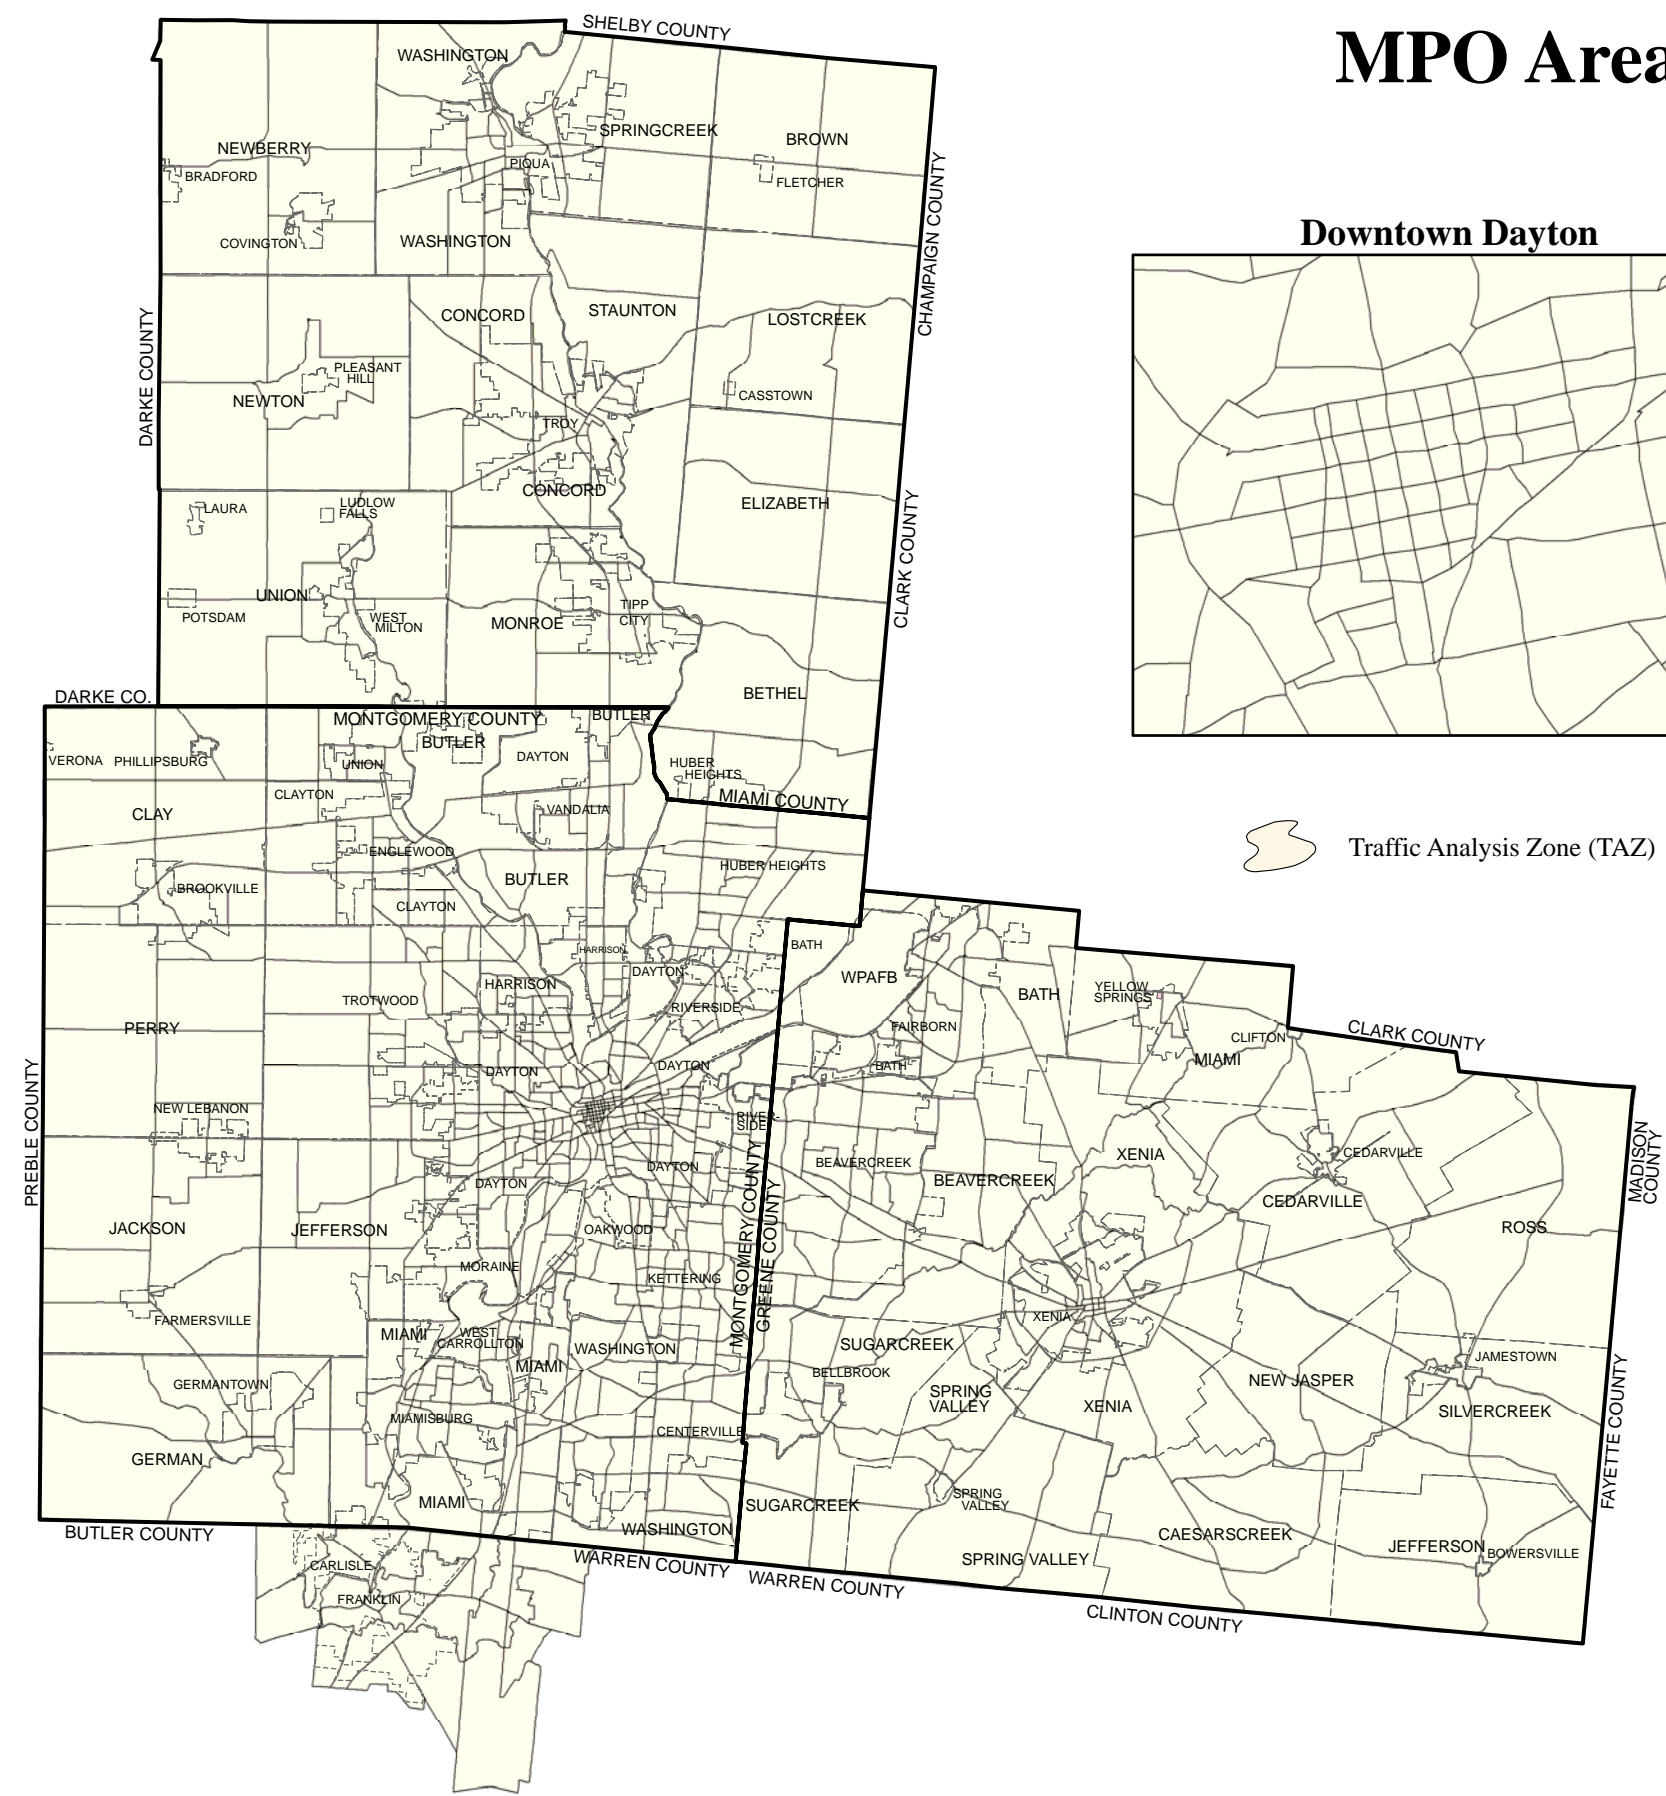 MPO Area
SHELBY COUNTY
WASHINGTON
SPRINGCREEK
BROWN
NEWBERRY
PIQUA
BRADFORD
FLETCHER
COVINGTON
WASHINGTON
CHAMPAIGN COUNTY
Downtown Dayton
DARKE COUNTY
CONCORD
STAUNTON
LOSTCREEK
PLEASANT
HILL
NEWTON
CASSTOWN
TROY
CONCORD
ELIZABETH
LAURA
LUDLOW
FALLS
CLARK COUNTY
UNION
POTSDAM
WEST
MILTON
MONROE
TIPP
CITY
BETHEL
DARKE CO.
MONTGOMERY COUNTY
BUTLER
BUTLER
VERONA
PHILLIPSBURG
UNION
DAYTON
HUBER
HEIGHTS
CLAYTON
MIAMI COUNTY
CLAY
VANDALIA
ENGLEWOOD
HUBER HEIGHTS
Traffic Analysis Zone (TAZ)
BROOKVILLE
BUTLER
CLAYTON
HARRISON
BATH
DAYTON
WPAFB
HARRISON
BATH
YELLOW
SPRINGS
TROTWOOD
RIVERSIDE
PERRY
FAIRBORN
CLIFTON
CLARK COUNTY
MIAMI
DAYTON
DAYTON
BATH
PREBLE COUNTY
NEW LEBANON
RIVER-
SIDE
MADISON
COUNTY
BEAVERCREEK
XENIA
CEDARVILLE
DAYTON
DAYTON
BEAVERCREEK
CEDARVILLE
JACKSON
JEFFERSON
OAKWOOD
ROSS
MONTGOMERY COUNTY
GREENE COUNTY
MORAINE
KETTERING
FARMERSVILLE
XENIA
MIAMI
WEST
CARROLLTON
WASHINGTON
SUGARCREEK
JAMESTOWN
MIAMI
BELLBROOK
GERMANTOWN
SPRING
VALLEY
NEW JASPER
XENIA
SILVERCREEK
MIAMISBURG
CENTERVILLE
FAYETTE COUNTY
GERMAN
MIAMI
SUGARCREEK
SPRING
VALLEY
WASHINGTON
CAESARSCREEK
BUTLER COUNTY
JEFFERSON
BOWERSVILLE
CARLISLE
WARREN COUNTY
SPRING VALLEY
WARREN COUNTY
FRANKLIN
CLINTON COUNTY